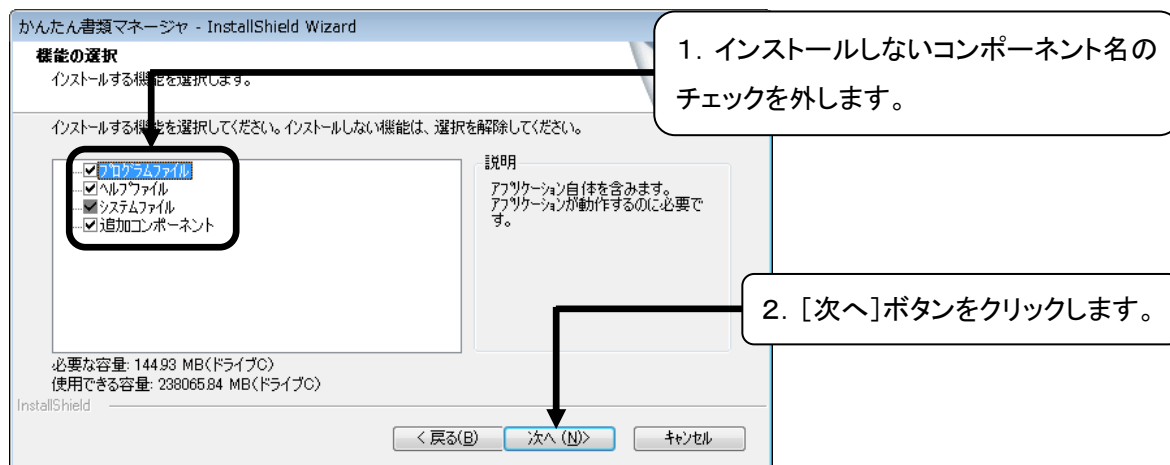 かんたん書類マネージャ - InstallShield Wizard
機能の選択
インストールする機能を選択します。
1．インストールしないコンポーネント名の
チェックを外します。
インストールする機能を選択してください。インストールしない機能は、選択を解除してください。
プログラムファイル
ヘルプファイル
システムファイル
追加コンポーネント
説明
アプリケーション自体を含みます。
アプリケーションが動作するのに必要で
す。
2．［次へ］ボタンをクリックします。
必要な容量: 144.93 MB(ドライブC)
使用できる容量: 238065.84 MB(ドライブC)
InstallShield
< 戻る(B)
次へ (N)>
キャンセル